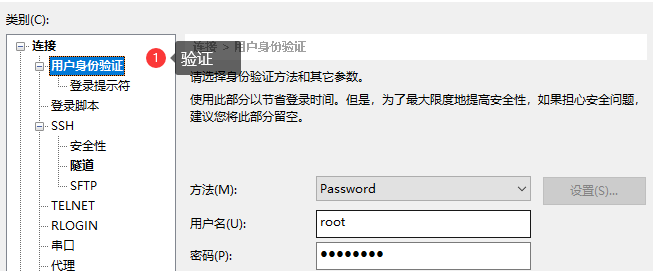 类别(C):
连接
用户身份验证
登录提示符
登录脚本
SSH
安全性
隧道
SFTP
TELNET
RLOGIN
串口
代理
1 验证
连接 > 用户身份验证
请选择身份验证方法和其它参数。
使用此部分以节省登录时间。但是，为了最大限度地提高安全性，如果担心安全问题，
建议您将此部分留空。
方法(M): Password 设置(S)...
用户名(U): root
密码(P): ●●●●●●●●